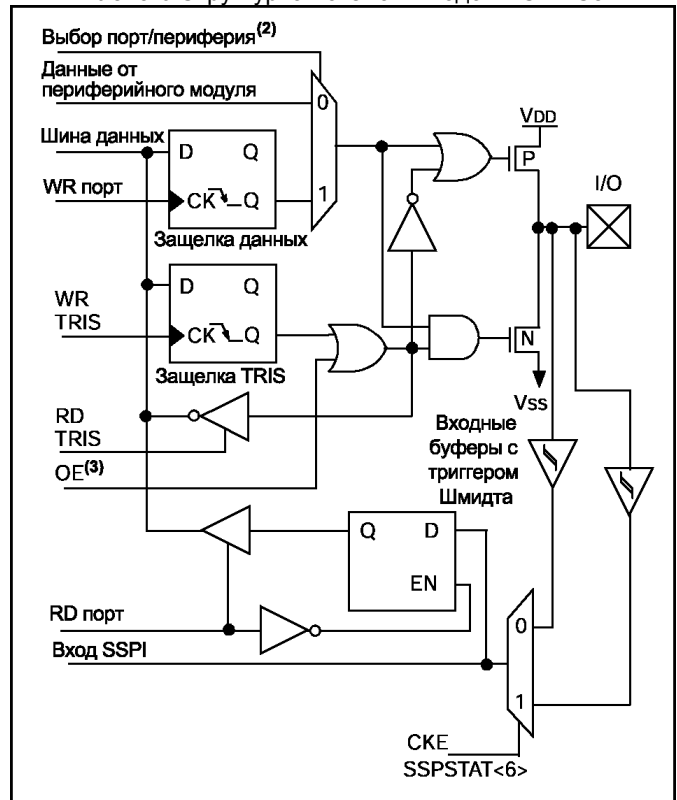 Выбор порт/периферия(2)
Данные от
периферийного модуля
0
VDD
Шина данных
D Q
P
I/O
WR порт
CK Q
1
Защелка данных
D Q
WR
TRIS
CK Q
N
Защелка TRIS
VSS
RD
TRIS
Входные
буферы с
триггером
Шмидта
OE(3)
Q D
EN
RD порт
0
Вход SSPI
1
CKE
SSPSTAT<6>